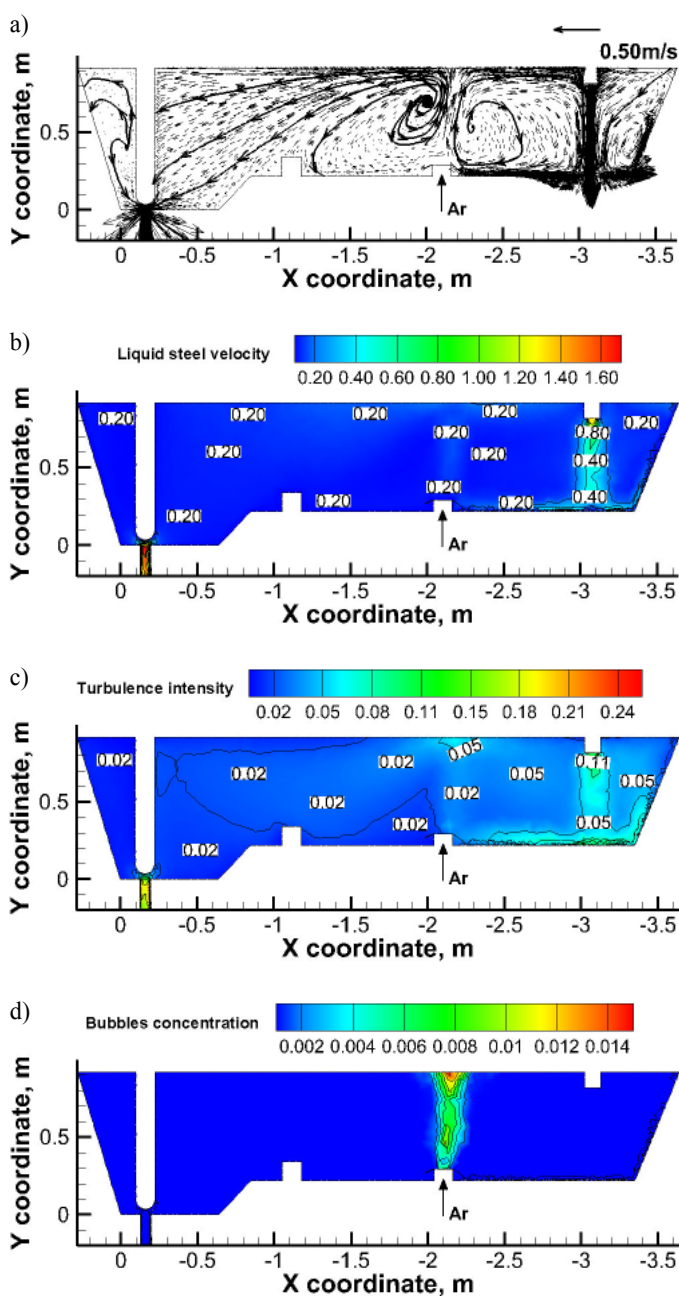 a)
0.50m/s
Y coordinate, m
0.5
0
Ar
0 -0.5 -1 -1.5 -2 -2.5 -3 -3.5
X coordinate, m
b)
Liquid steel velocity
0.20 0.40 0.60 0.80 1.00 1.20 1.40 1.60
Y coordinate, m
0.5
0
0.20 0.20 0.20 0.20 0.80 0.20
0.20
0.20 0.20 0.40
0.20 0.20 0.20 0.20 0.40
Ar
0 -0.5 -1 -1.5 -2 -2.5 -3 -3.5
X coordinate, m
c)
Turbulence intensity
0.02 0.05 0.08 0.11 0.18 0.21 0.24
Y coordinate, m
0.5
0
0.02 0.02 0.02 0.05 0.05 0.11 0.05
0.02
0.02 0.02 0.05
Ar
0 -0.5 -1 -1.5 -2 -2.5 -3 -3.5
X coordinate, m
d)
Bubbles concentration
0.002 0.004 0.006 0.008 0.01 0.012 0.014
Y coordinate, m
0.5
0
Ar
0 -0.5 -1 -1.5 -2 -2.5 -3 -3.5
X coordinate, m